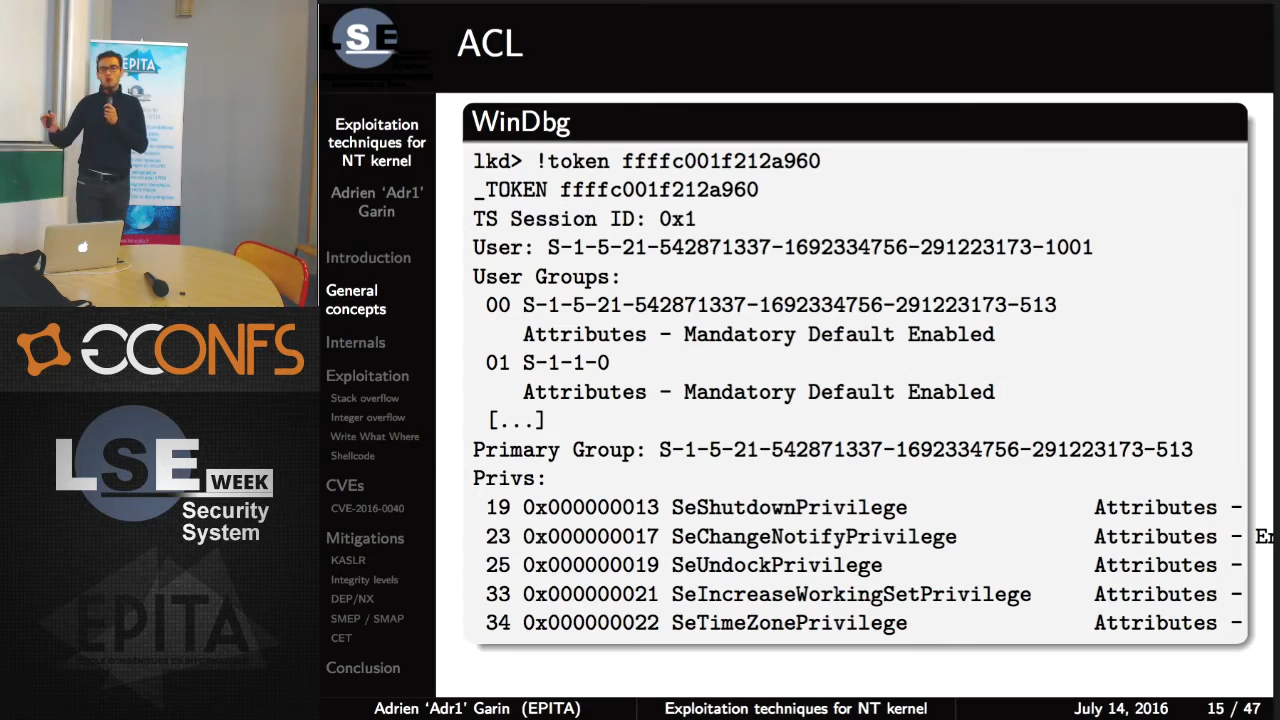 EPITA
LSE
ACL
Exploitation
techniques for
NT kernel
Adrien ‘Adr1’
Garin
Introduction
General
concepts
Internals
Exploitation
Stack overflow
Integer overflow
Write What Where
Shellcode
CVEs
CVE-2016-0040
Mitigations
KASLR
Integrity levels
DEP/NX
SMEP / SMAP
CET
Conclusion
WinDbg
lkd> !token ffffc001f212a960
_TOKEN ffffc001f212a960
TS Session ID: 0x1
User: S-1-5-21-542871337-1692334756-291223173-1001
User Groups:
00 S-1-5-21-542871337-1692334756-291223173-513
Attributes - Mandatory Default Enabled
01 S-1-1-0
Attributes - Mandatory Default Enabled
[...]
Primary Group: S-1-5-21-542871337-1692334756-291223173-513
Privs:
19 0x000000013 SeShutdownPrivilege Attributes -
23 0x000000017 SeChangeNotifyPrivilege Attributes -
25 0x000000019 SeUndockPrivilege Attributes -
33 0x000000021 SeIncreaseWorkingSetPrivilege Attributes -
34 0x000000022 SeTimeZonePrivilege Attributes -
GCONFS
LSE WEEK
Security
System
EPITA
Adrien ‘Adr1’ Garin (EPITA) Exploitation techniques for NT kernel July 14, 2016 15 / 47